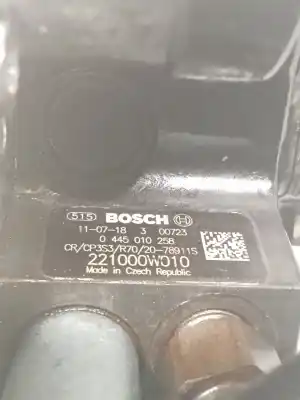 515 BOSCH
11-07-18 3 00723
0 445 010 258
CR/CP3S3/R70/20-78911S
221000W010
Made in Czech Republic